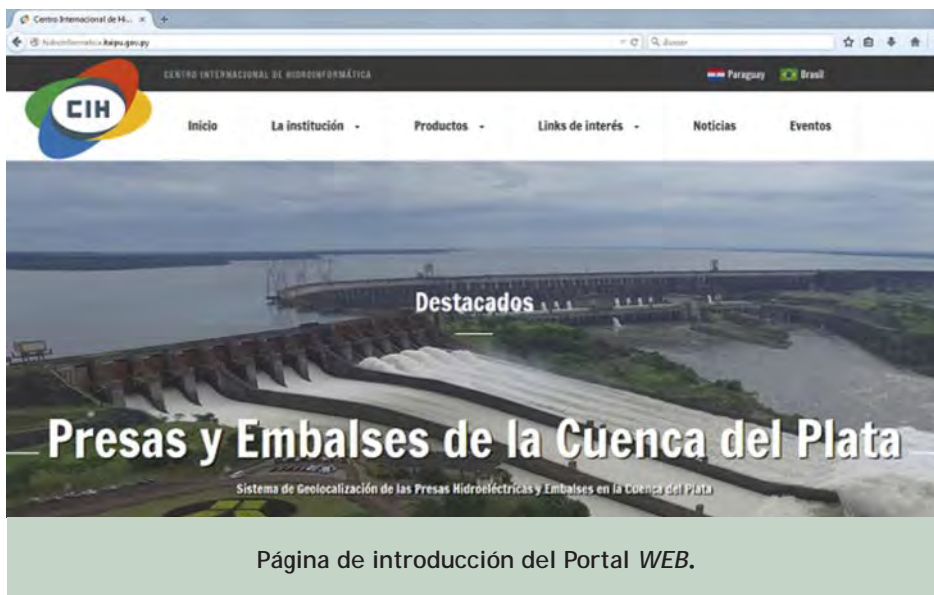 Centro Internacional de Hi...
hidroinformatica.itaipu.gov.py
Buscar
CENTRO INTERNACIONAL DE HIDROINFORMÁTICA
Paraguay
Brasil
CIH
Inicio
La institución
Productos
Links de interés
Noticias
Eventos
Destacados
Presas y Embalses de la Cuenca del Plata
Sistema de Geolocalización de las Presas Hidroeléctricas y Embalses en la Cuenca del Plata
Página de introducción del Portal WEB.